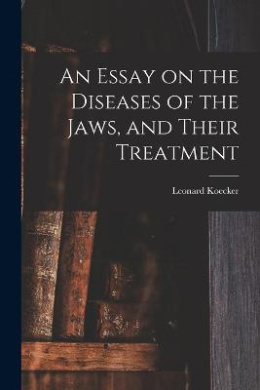 An Essay on the
Diseases of the
Jaws, and Their
Treatment
Leonard Koecker